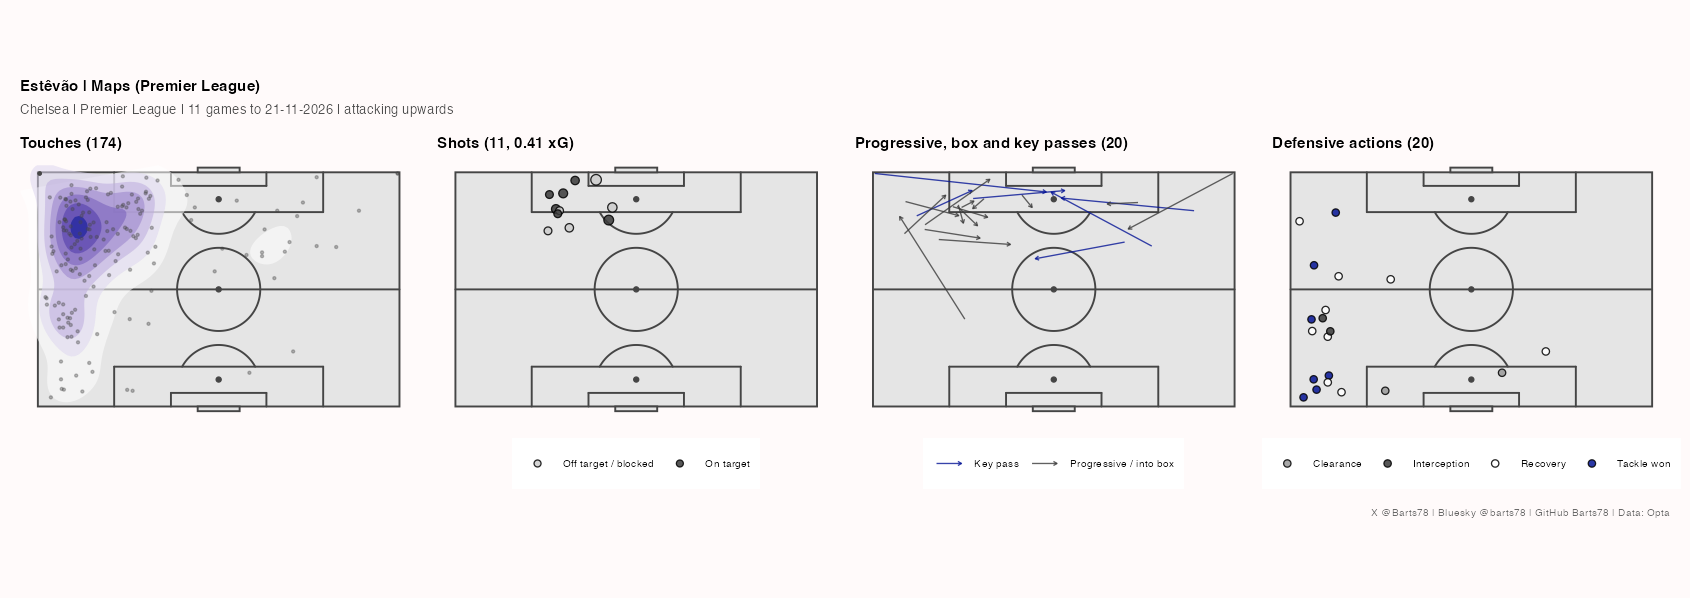 Estêvão | Maps (Premier League)
Chelsea | Premier League | 11 games to 21-11-2026 | attacking upwards
Touches (174)
Shots (11, 0.41 xG)
Progressive, box and key passes (20)
Defensive actions (20)
Off target / blocked
On target
Key pass
Progressive / into box
Clearance
Interception
Recovery
Tackle won
X @Barts78 | Bluesky @barts78 | GitHub Barts78 | Data: Opta